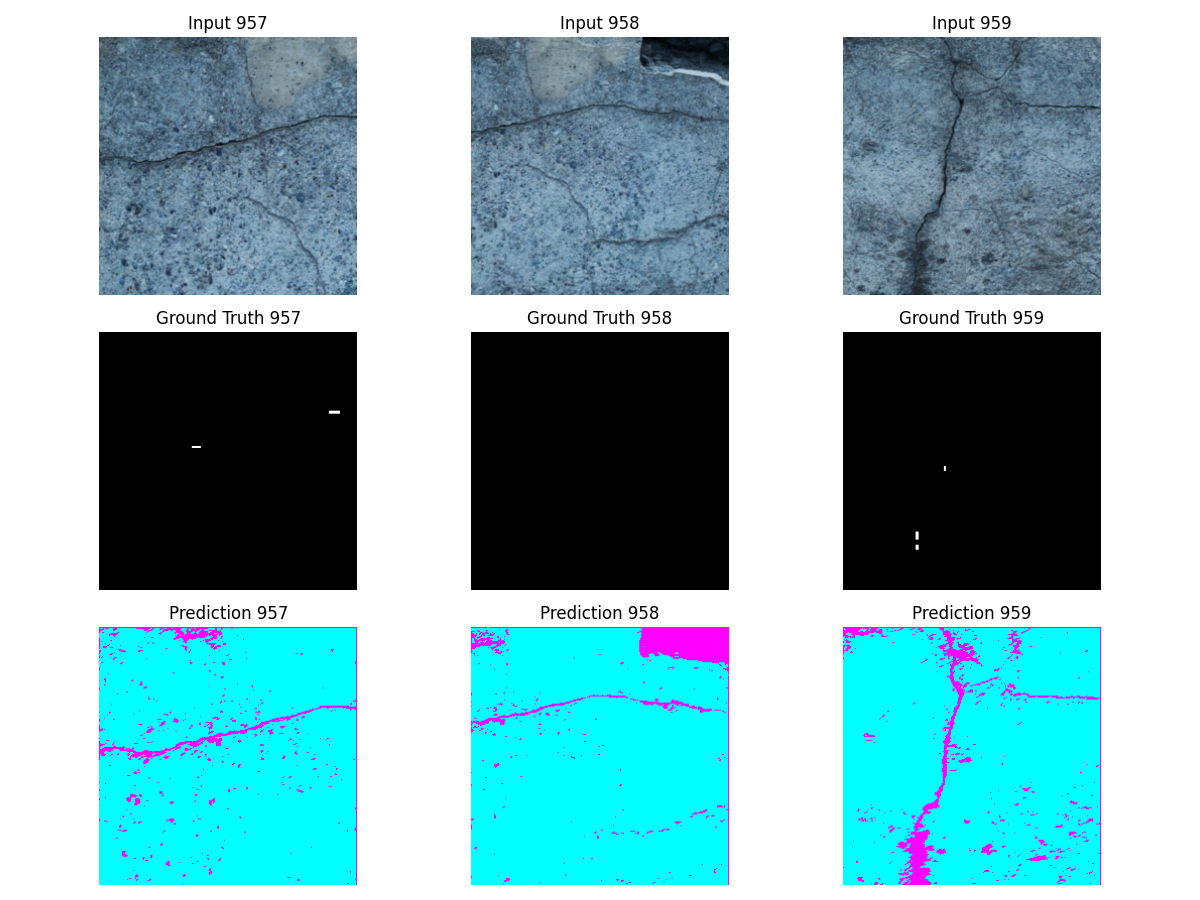 Input 957
Input 958
Input 959
Ground Truth 957
Ground Truth 958
Ground Truth 959
Prediction 957
Prediction 958
Prediction 959